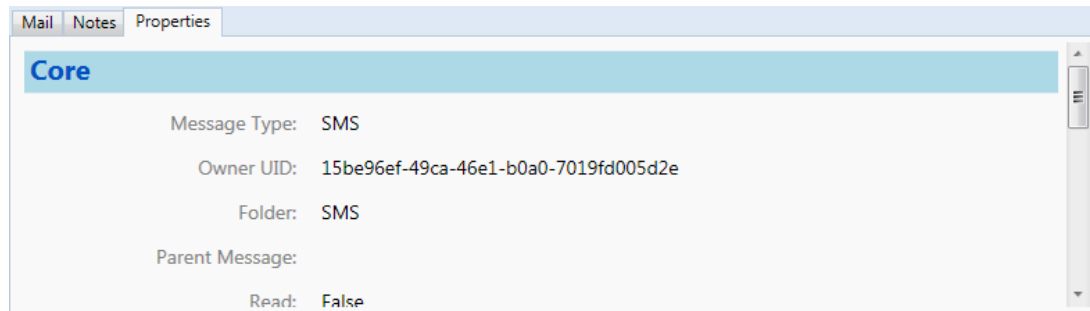 Mail Notes Properties
Core
Message Type: SMS
Owner UID: 15be96ef-49ca-46e1-b0a0-7019fd005d2e
Folder: SMS
Parent Message:
Read: False